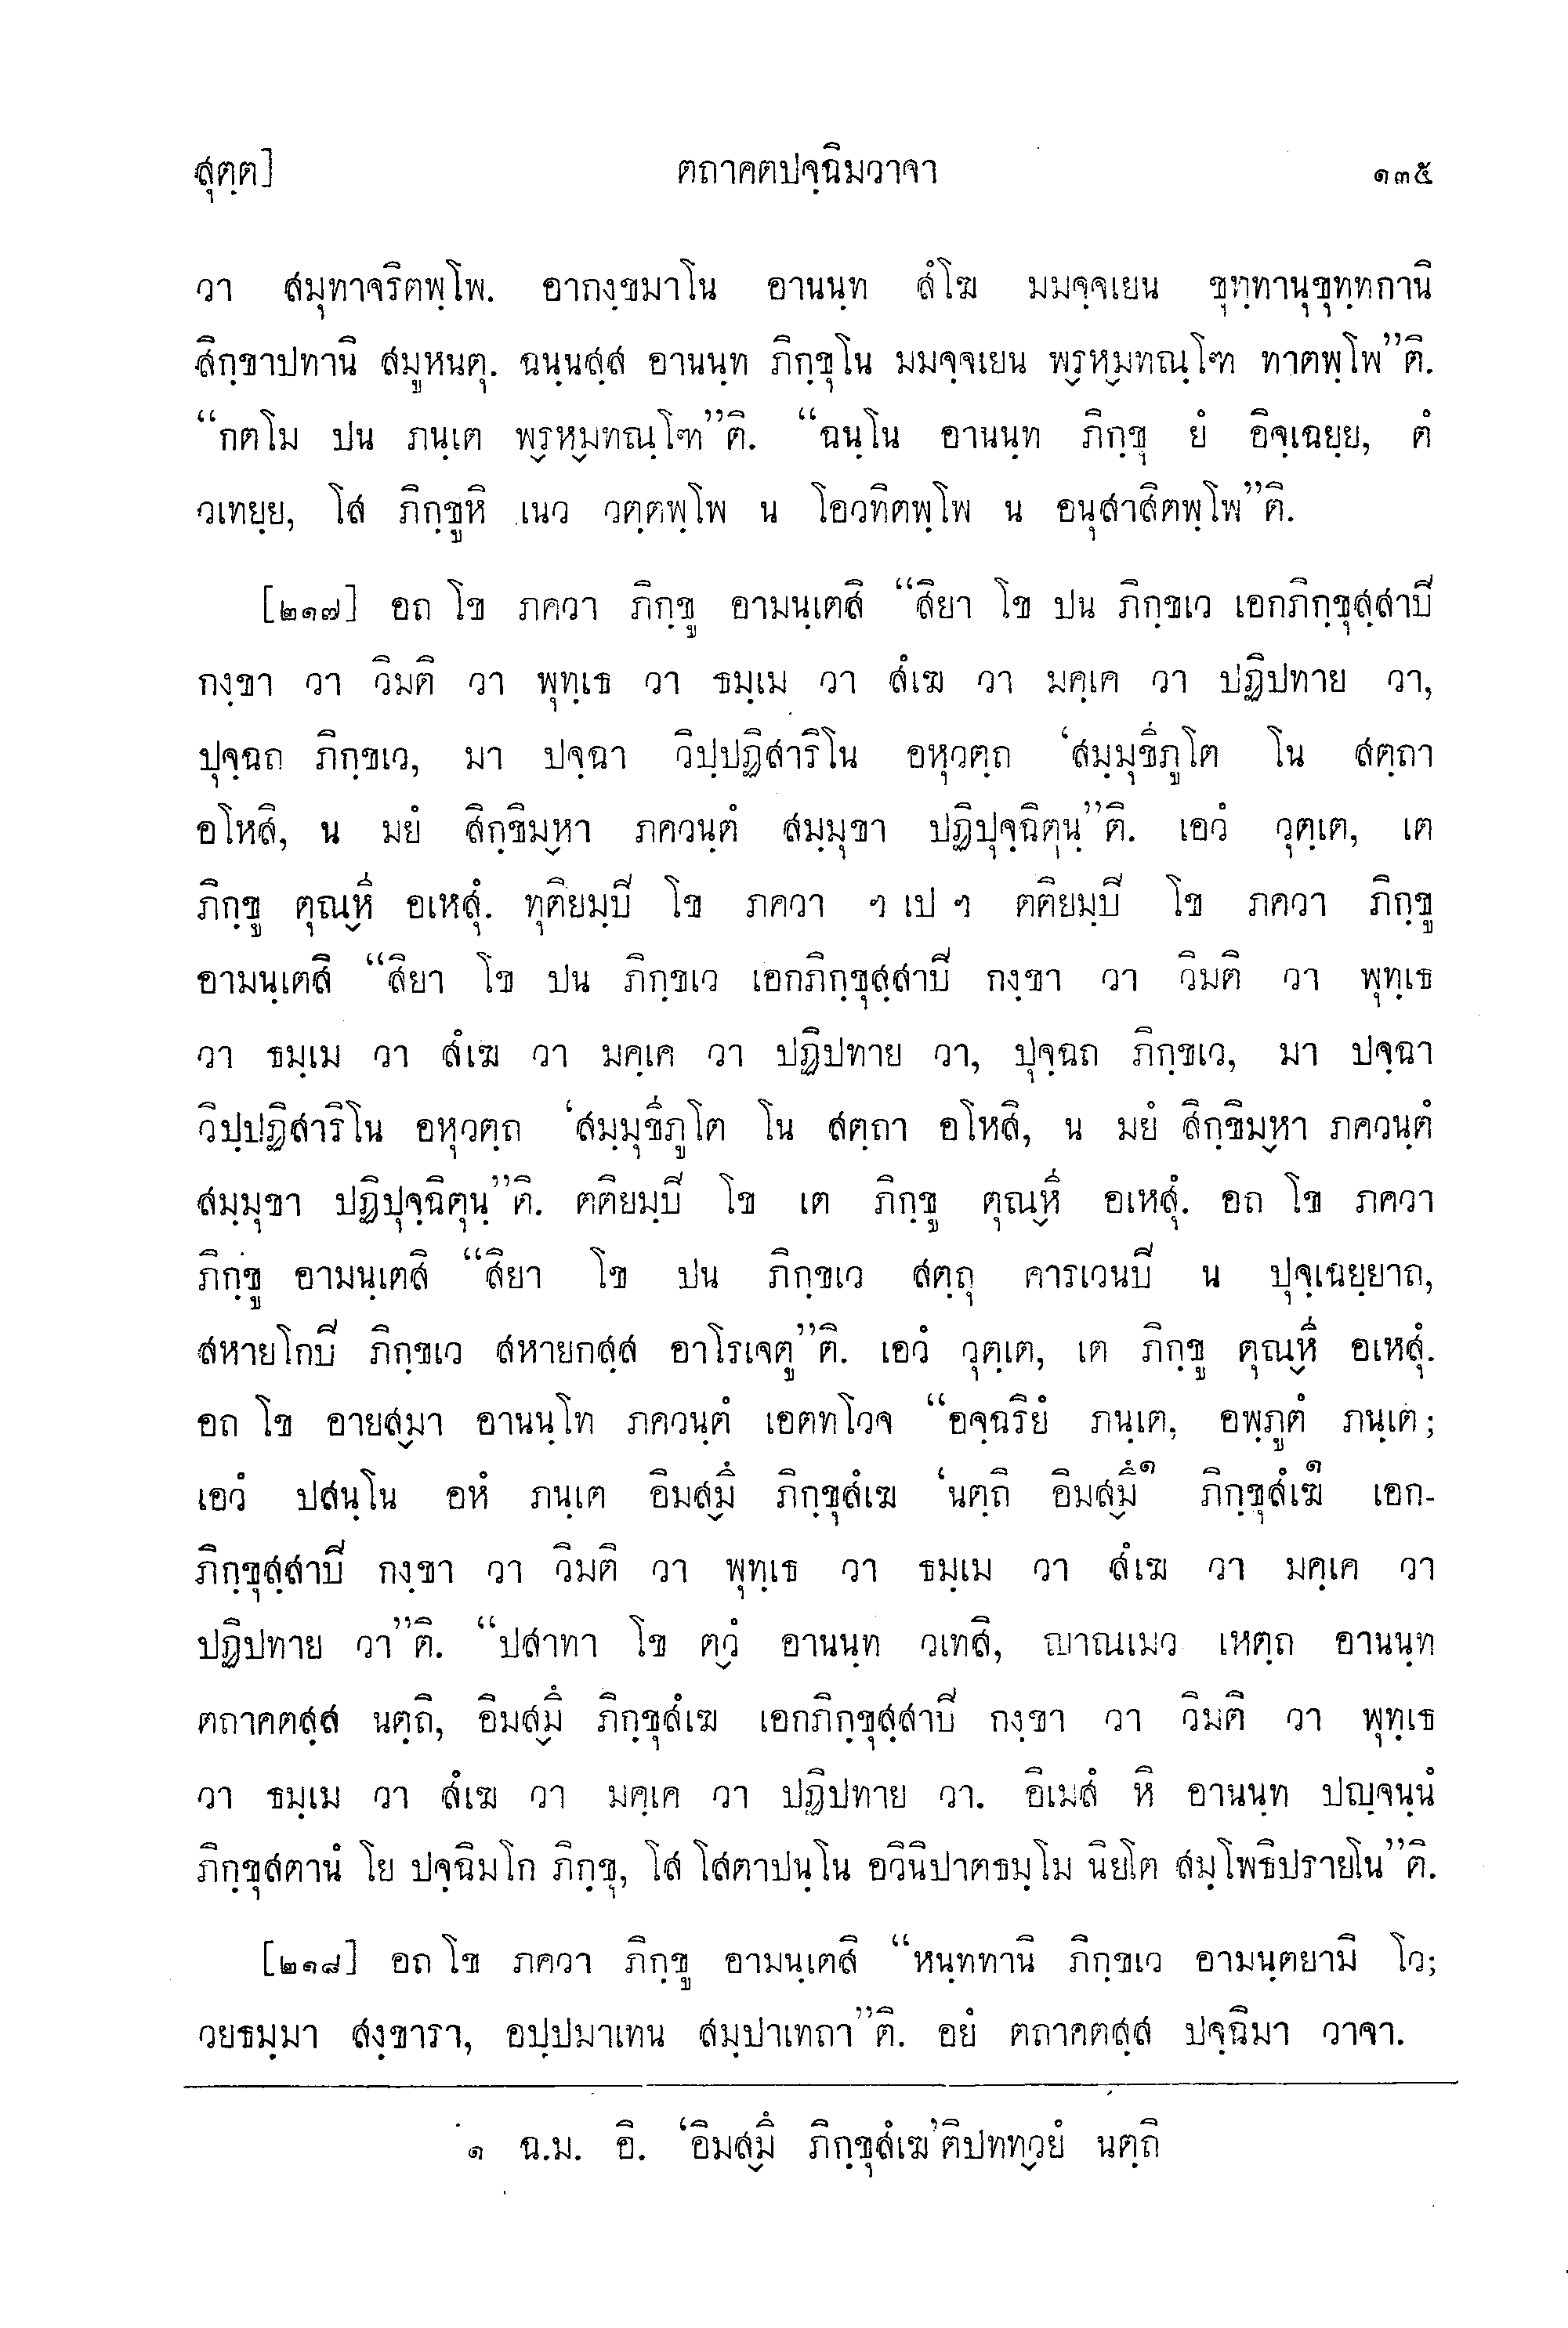 สุตฺต] ตถาคตปจฺฉิมวาจา ๑๓๕
วา สมุทาจริตพฺโพ. อากงฺขมาโน อานนฺท สํโฆ มมจฺจเยน ขุทฺทานุขุทฺทกานิ
สิกฺขาปทานิ สมูหนตุ. ฉนฺนสฺส อานนฺท ภิกฺขุโน มมจฺจเยน พฺรหฺมทณฺโฑ ทาตพฺโพ”ติ.
“กตโม ปน ภนฺเต พฺรหฺมทณฺโฑ”ติ. “ฉนฺโน อานนฺท ภิกฺขุ ยํ อิจฺเฉยฺย, ตํ
วเทยฺย, โส ภิกฺขูหิ เนว วตฺตพฺโพ น โอวทิตพฺโพ น อนุสาสิตพฺโพ”ติ.
[๒๑๗] อถ โข ภควา ภิกฺขู อามนฺเตสิ “สิยา โข ปน ภิกฺขเว เอกภิกฺขุสฺสาปี
กงฺขา วา วิมติ วา พุทฺเธ วา ธมฺเม วา สํเฆ วา มคฺเค วา ปฏิปทาย วา,
ปุจฺฉถ ภิกฺขเว, มา ปจฺฉา วิปฺปฏิสาริโน อหุวตฺถ ‘สมฺมุขีภูโต โน สตฺถา
อโหสิ, น มยํ สิกฺขิมฺหา ภควนฺตํ สมฺมุขา ปฏิปุจฺฉิตุนฺ”ติ. เอวํ วุตฺเต, เต
ภิกฺขู ตุณฺหี อเหสุํ. ทุติยมฺปี โข ภควา ฯ เป ฯ ตติยมฺปี โข ภควา ภิกฺขู
อามนฺเตสิ “สิยา โข ปน ภิกฺขเว เอกภิกฺขุสฺสาปี กงฺขา วา วิมติ วา พุทฺเธ
วา ธมฺเม วา สํเฆ วา มคฺเค วา ปฏิปทาย วา, ปุจฺฉถ ภิกฺขเว, มา ปจฺฉา
วิปฺปฏิสาริโน อหุวตฺถ ‘สมฺมุขีภูโต โน สตฺถา อโหสิ, น มยํ สิกฺขิมฺหา ภควนฺตํ
สมฺมุขา ปฏิปุจฺฉิตุนฺ”ติ. ตติยมฺปี โข เต ภิกฺขู ตุณฺหี อเหสุํ. อถ โข ภควา
ภิกฺขู อามนฺเตสิ “สิยา โข ปน ภิกฺขเว สตฺถุ คารเวนปี น ปุจฺเฉยฺยาถ,
สหายโกปี ภิกฺขเว สหายกสฺส อาโรเจตู”ติ. เอวํ วุตฺเต, เต ภิกฺขู ตุณฺหี อเหสุํ.
อถ โข อายสฺมา อานนฺโท ภควนฺตํ เอตทโวจ “อจฺฉริยํ ภนฺเต, อพฺภูตํ ภนฺเต;
เอวํ ปสนฺโน อหํ ภนฺเต อิมสฺมึ ภิกฺขุสํเฆ ‘นตฺถิ อิมสฺมึ๑ ภิกฺขุสํเฆ๑ เอก-
ภิกฺขุสฺสาปี กงฺขา วา วิมติ วา พุทฺเธ วา ธมฺเม วา สํเฆ วา มคฺเค วา
ปฏิปทาย วา”ติ. “ปสาทา โข ตฺวํ อานนฺท วเทสิ, ญาณเมว เหตฺถ อานนฺท
ตถาคตสฺส นตฺถิ, อิมสฺมึ ภิกฺขุสํเฆ เอกภิกฺขุสฺสาปี กงฺขา วา วิมติ วา พุทฺเธ
วา ธมฺเม วา สํเฆ วา มคฺเค วา ปฏิปทาย วา. อิเมสํ หิ อานนฺท ปญฺจนฺนํ
ภิกฺขุสตานํ โย ปจฺฉิมโก ภิกฺขุ, โส โสตาปนฺโน อวินิปาตธมฺโม นิยโต สมฺโพธิปรายโน”ติ.
[๒๑๘] อถ โข ภควา ภิกฺขู อามนฺเตสิ “หนฺททานิ ภิกฺขเว อามนฺตยามิ โว;
วยธมฺมา สงฺขารา, อปฺปมาเทน สมฺปาเทถา”ติ. อยํ ตถาคตสฺส ปจฺฉิมา วาจา.
๑ ฉ.ม. อิ. ‘อิมสฺมึ ภิกฺขุสํเฆ’ติปททฺวยํ นตฺถิ